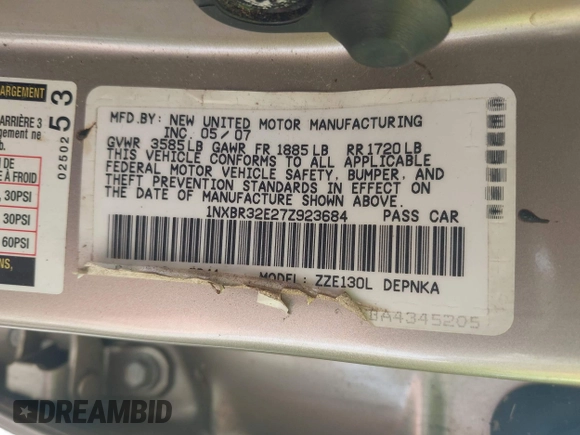 ARGEMENT
ARRIÈRE 3
gement ne
DE
À FROID
, 30PSI
30PSI
60PSI
NS,
02502 53
MFD.BY: NEW UNITED MOTOR MANUFACTURING
INC. 05/07
GVWR 3585LB GAWR FR 1885LB RR1720LB
THIS VEHICLE CONFORMS TO ALL APPLICABLE
FEDERAL MOTOR VEHICLE SAFETY, BUMPER, AND
THEFT PREVENTION STANDARDS IN EFFECT ON
THE DATE OF MANUFACTURE SHOWN ABOVE.
1NXBR32E27Z923684 PASS CAR
MODEL: ZZE130L DEPNKA
BA4345205
DREAMBID